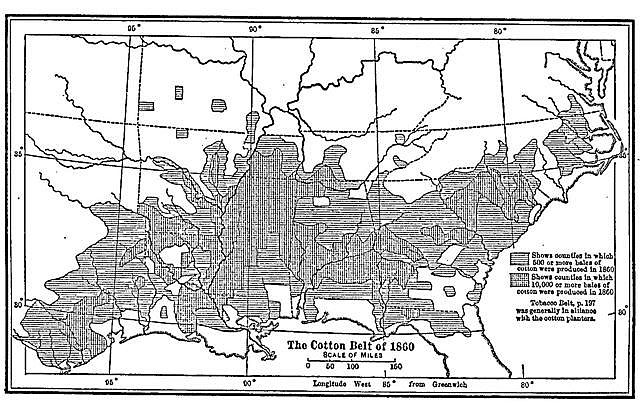 95°
90°
85°
80°
35°
35°
30°
30°
Shows counties in which
500 or more bales of
cotton were produced in 1860
Shows counties in which
10,000 or more bales of
cotton were produced in 1860
Tobacco Belt, p. 197
was generally in alliance
with the cotton planters.
The Cotton Belt of 1860
SCALE OF MILES
0 50 100 150
95°
90°
Longitude West 85° from Greenwich
80°